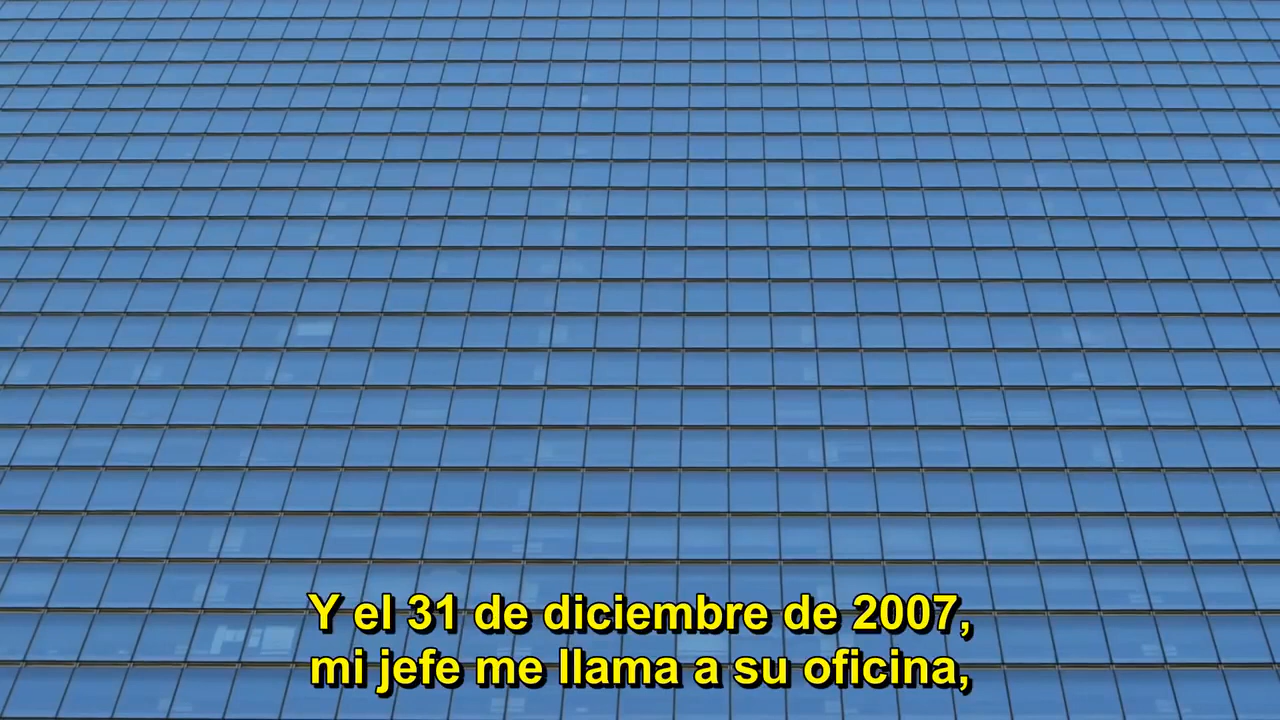 Y el 31 de diciembre de 2007,
mi jefe me llama a su oficina,